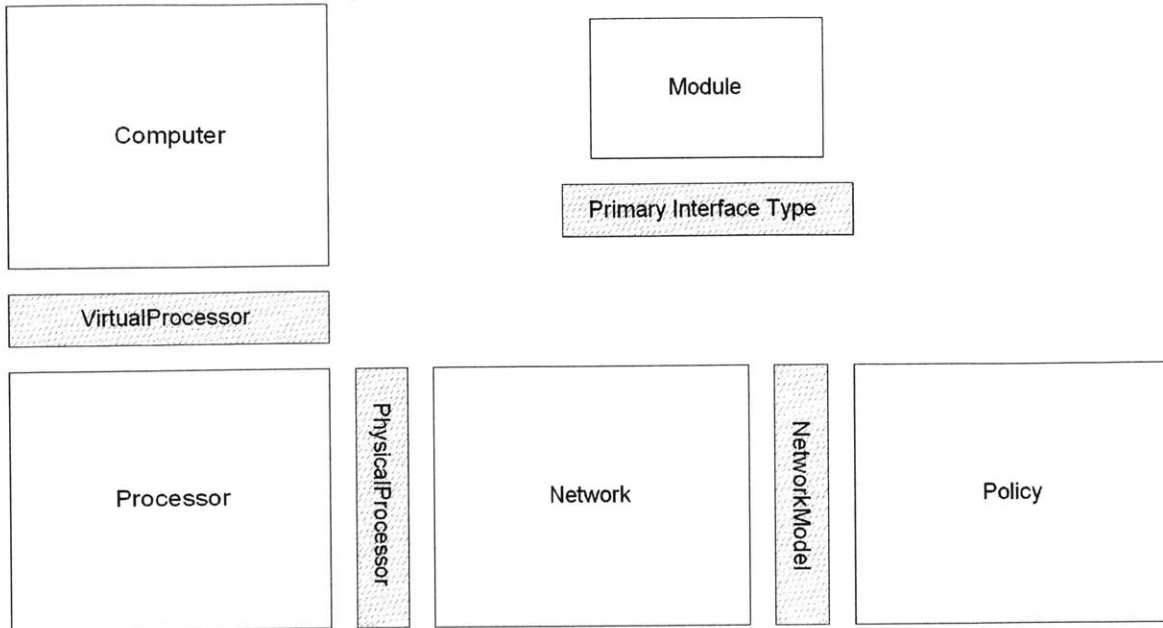 Computer
Module
Primary Interface Type
VirtualProcessor
Processor
PhysicalProcessor
Network
NetworkModel
Policy